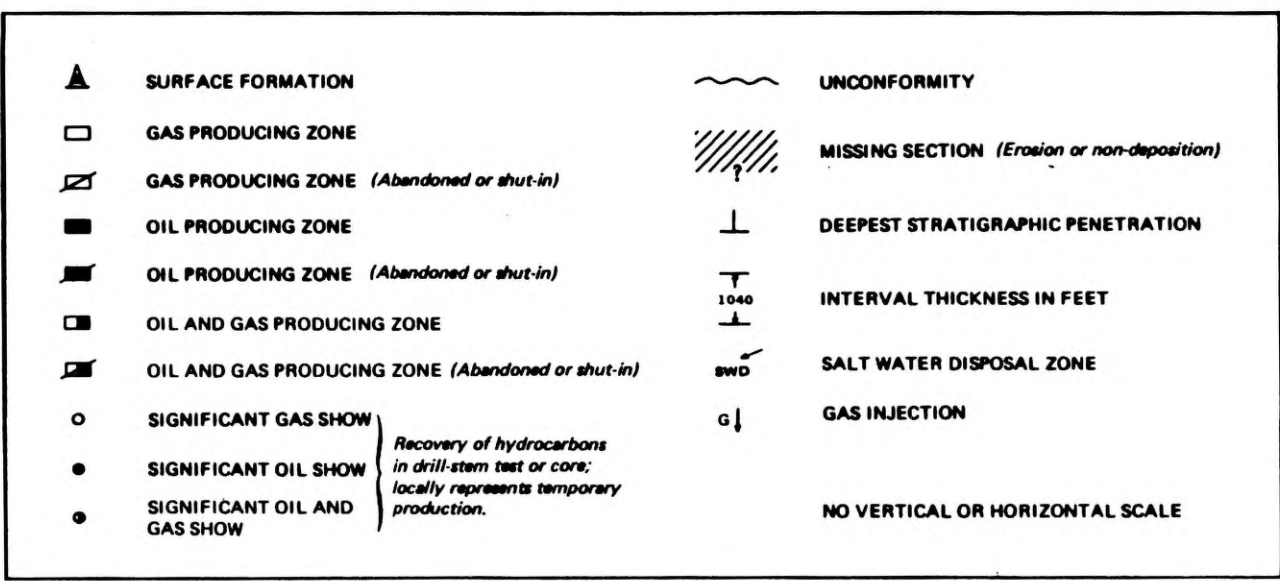 SURFACE FORMATION
GAS PRODUCING ZONE
GAS PRODUCING ZONE (Abandoned or shut-in)
OIL PRODUCING ZONE
OIL PRODUCING ZONE (Abandoned or shut-in)
OIL AND GAS PRODUCING ZONE
OIL AND GAS PRODUCING ZONE (Abandoned or shut-in)
SIGNIFICANT GAS SHOW
SIGNIFICANT OIL SHOW
SIGNIFICANT OIL AND
GAS SHOW
Recovery of hydrocarbons
in drill-stem test or core;
locally represents temporary
production.
UNCONFORMITY
?
MISSING SECTION (Erosion or non-deposition)
DEEPEST STRATIGRAPHIC PENETRATION
1040
INTERVAL THICKNESS IN FEET
SWD
SALT WATER DISPOSAL ZONE
G
GAS INJECTION
NO VERTICAL OR HORIZONTAL SCALE